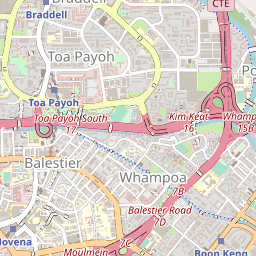 Braddell
CTE
Braddell
Toa Payoh
Po
Toa Payoh
Toa Payoh South
17
Kim Keat
16
Whamp
15B
Balestier
Whampoa
7B
Balestier Road
7D
Novena
Moulmein
7C
Boon Keng